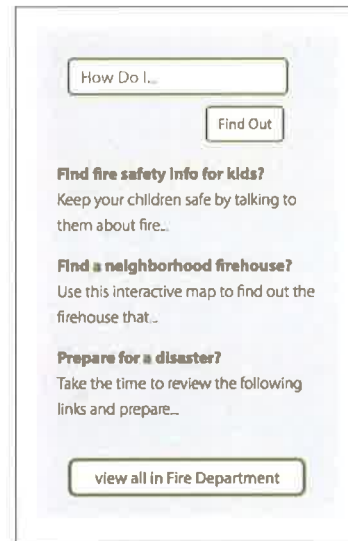 How Do I...
Find Out
Find fire safety info for kids?
Keep your children safe by talking to
them about fire...
Find a neighborhood firehouse?
Use this interactive map to find out the
firehouse that...
Prepare for a disaster?
Take the time to review the following
links and prepare...
view all in Fire Department